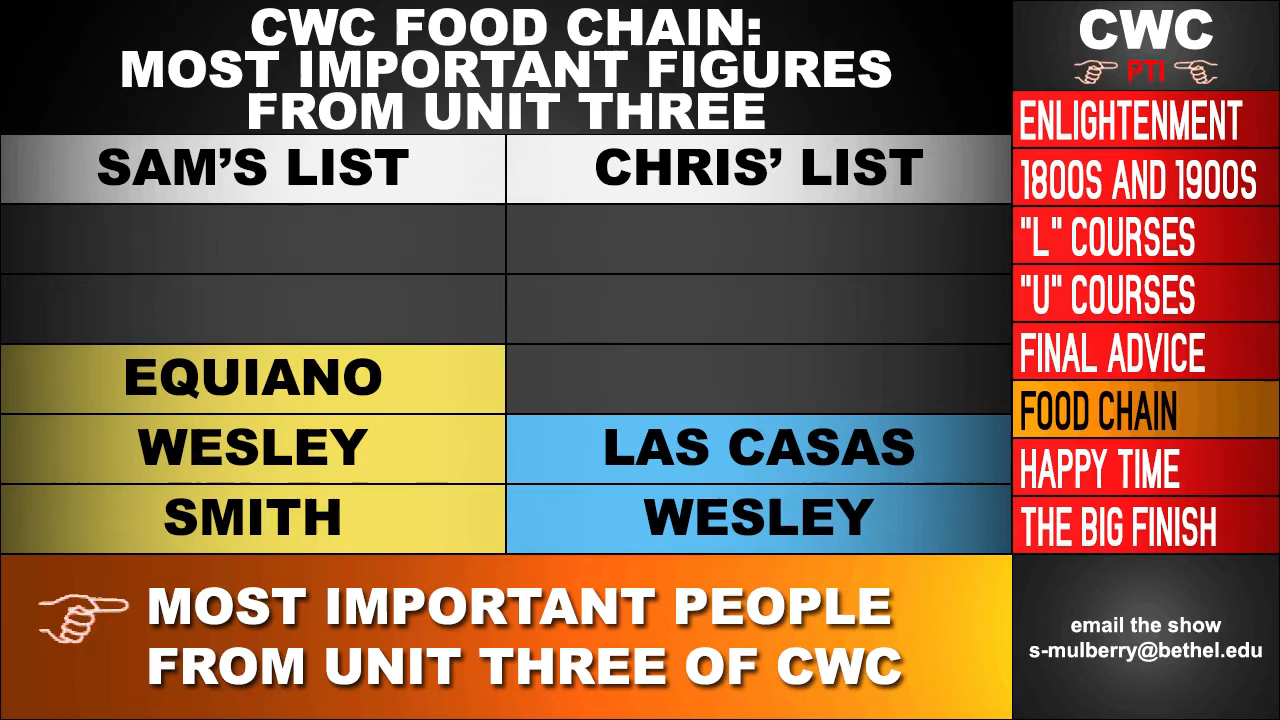 CWC FOOD CHAIN:
MOST IMPORTANT FIGURES
FROM UNIT THREE
SAM'S LIST
CHRIS' LIST
EQUIANO
WESLEY
LAS CASAS
SMITH
WESLEY
MOST IMPORTANT PEOPLE
FROM UNIT THREE OF CWC
CWC
PTI
ENLIGHTENMENT
1800S AND 1900S
"L" COURSES
"U" COURSES
FINAL ADVICE
FOOD CHAIN
HAPPY TIME
THE BIG FINISH
email the show
s-mulberry@bethel.edu